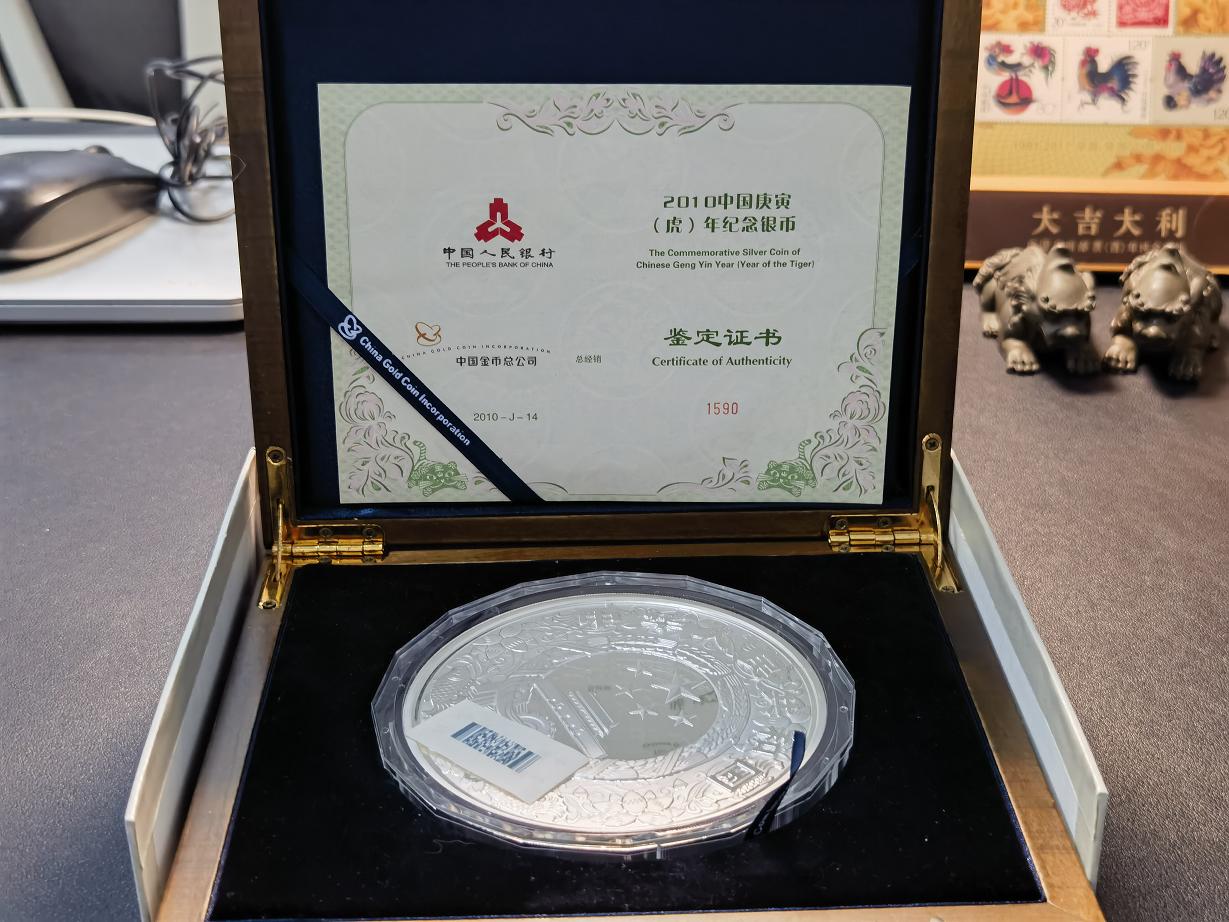 中国人民银行
THE PEOPLE'S BANK OF CHINA
2010中国庚寅
（虎）年纪念银币
The Commemorative Silver Coin of
Chinese Geng Yin Year (Year of the Tiger)
CHINA GOLD COIN INCORPORATION
中国金币总公司
总经销
鉴定证书
Certificate of Authenticity
2010－J－14
1590
China Gold Coin Incorporation
大吉大利